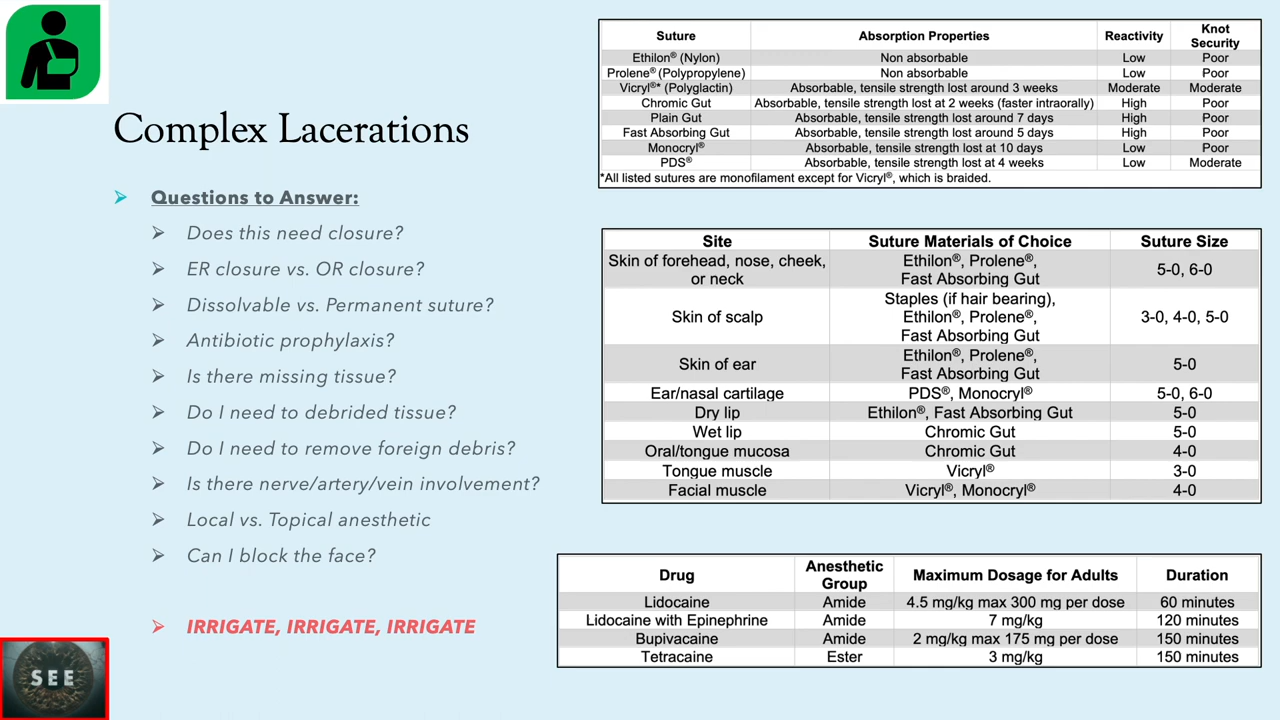 Complex Lacerations
Questions to Answer:
Does this need closure?
ER closure vs. OR closure?
Dissolvable vs. Permanent suture?
Antibiotic prophylaxis?
Is there missing tissue?
Do I need to debrided tissue?
Do I need to remove foreign debris?
Is there nerve/artery/vein involvement?
Local vs. Topical anesthetic
Can I block the face?
IRRIGATE, IRRIGATE, IRRIGATE
SEE
Suture Absorption Properties Reactivity Knot Security
Ethilon® (Nylon) Non absorbable Low Poor
Prolene® (Polypropylene) Non absorbable Low Poor
Vicryl®* (Polyglactin) Absorbable, tensile strength lost around 3 weeks Moderate Moderate
Chromic Gut Absorbable, tensile strength lost at 2 weeks (faster intraorally) High Poor
Plain Gut Absorbable, tensile strength lost around 7 days High Poor
Fast Absorbing Gut Absorbable, tensile strength lost around 5 days High Poor
Monocryl® Absorbable, tensile strength lost at 10 days Low Poor
PDS® Absorbable, tensile strength lost at 4 weeks Low Moderate
*All listed sutures are monofilament except for Vicryl®, which is braided.
Site Suture Materials of Choice Suture Size
Skin of forehead, nose, cheek, or neck Ethilon®, Prolene®, Fast Absorbing Gut 5-0, 6-0
Skin of scalp Staples (if hair bearing), Ethilon®, Prolene®, Fast Absorbing Gut 3-0, 4-0, 5-0
Skin of ear Ethilon®, Prolene®, Fast Absorbing Gut 5-0
Ear/nasal cartilage PDS®, Monocryl® 5-0, 6-0
Dry lip Ethilon®, Fast Absorbing Gut 5-0
Wet lip Chromic Gut 5-0
Oral/tongue mucosa Chromic Gut 4-0
Tongue muscle Vicryl® 3-0
Facial muscle Vicryl®, Monocryl® 4-0
Drug Anesthetic Group Maximum Dosage for Adults Duration
Lidocaine Amide 4.5 mg/kg max 300 mg per dose 60 minutes
Lidocaine with Epinephrine Amide 7 mg/kg 120 minutes
Bupivacaine Amide 2 mg/kg max 175 mg per dose 150 minutes
Tetracaine Ester 3 mg/kg 150 minutes